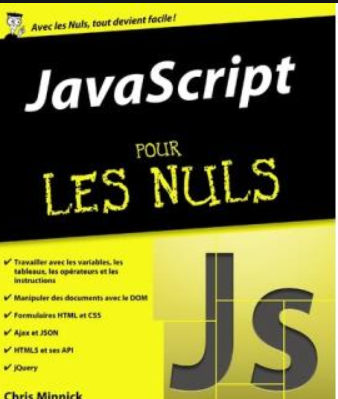 Avec les Nuls, tout devient facile!
JavaScript
POUR
LES NULS
✔ Travailler avec les variables, les
tableaux, les opérateurs et les
instructions
✔ Manipuler des documents avec le DOM
✔ Formulaires HTML et CSS
✔ Ajax et JSON
✔ HTML5 et ses API
✔ jQuery
Chris Minnick
Js